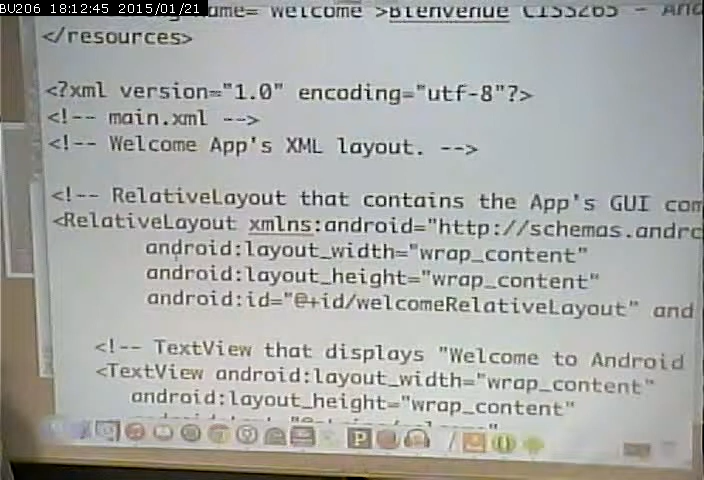 BU206 18:12:45 2015/01/21
Welcome">Bienvenue CIS5265 -
</resources>
<?xml version="1.0" encoding="utf-8"?>
<!-- main.xml -->
<!-- Welcome App's XML layout. -->
<!-- RelativeLayout that contains the App's GUI com
<RelativeLayout xmlns:android="http://schemas.andro
android:layout_width="wrap_content"
android:layout_height="wrap_content"
android:id="@+id/welcomeRelativeLayout" and
<!-- TextView that displays "Welcome to Android
<TextView android:layout_width="wrap_content"
android:layout_height="wrap_content"